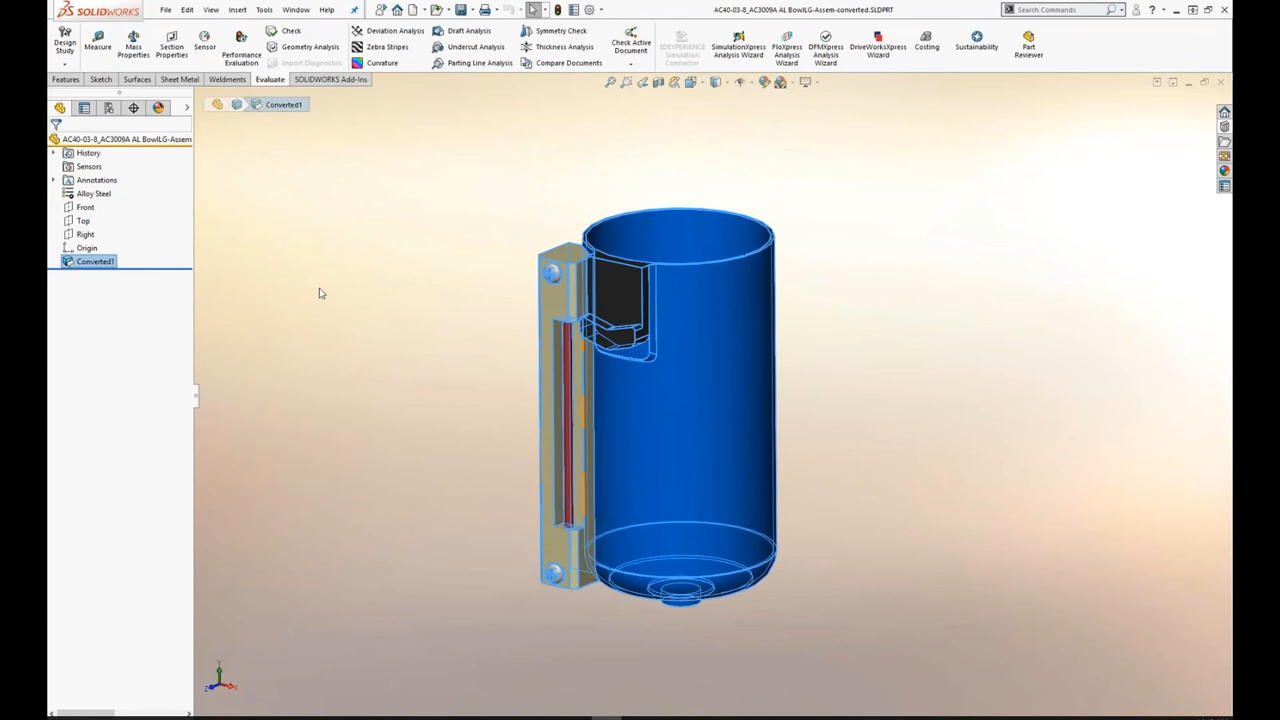 SOLIDWORKS
File Edit View Insert Tools Window Help
AC40-03-8_AC3009A AL BowlLG-Assem-converted.SLDPRT
Search Commands
Design Study
Measure
Mass Properties
Section Properties
Sensor
Performance Evaluation
Check
Geometry Analysis
Import Diagnostics
Deviation Analysis
Zebra Stripes
Curvature
Draft Analysis
Undercut Analysis
Parting Line Analysis
Symmetry Check
Thickness Analysis
Compare Documents
Check Active Document
3DEXPERIENCE Simulation Connector
SimulationXpress Analysis Wizard
FloXpress Analysis Wizard
DFMXpress Analysis Wizard
DriveWorksXpress Wizard
Costing
Sustainability
Part Reviewer
Features Sketch Surfaces Sheet Metal Weldments Evaluate SOLIDWORKS Add-Ins
Converted1
AC40-03-8_AC3009A AL BowlLG-Assem
History
Sensors
Annotations
Alloy Steel
Front
Top
Right
Origin
Converted1
Y
Z
X